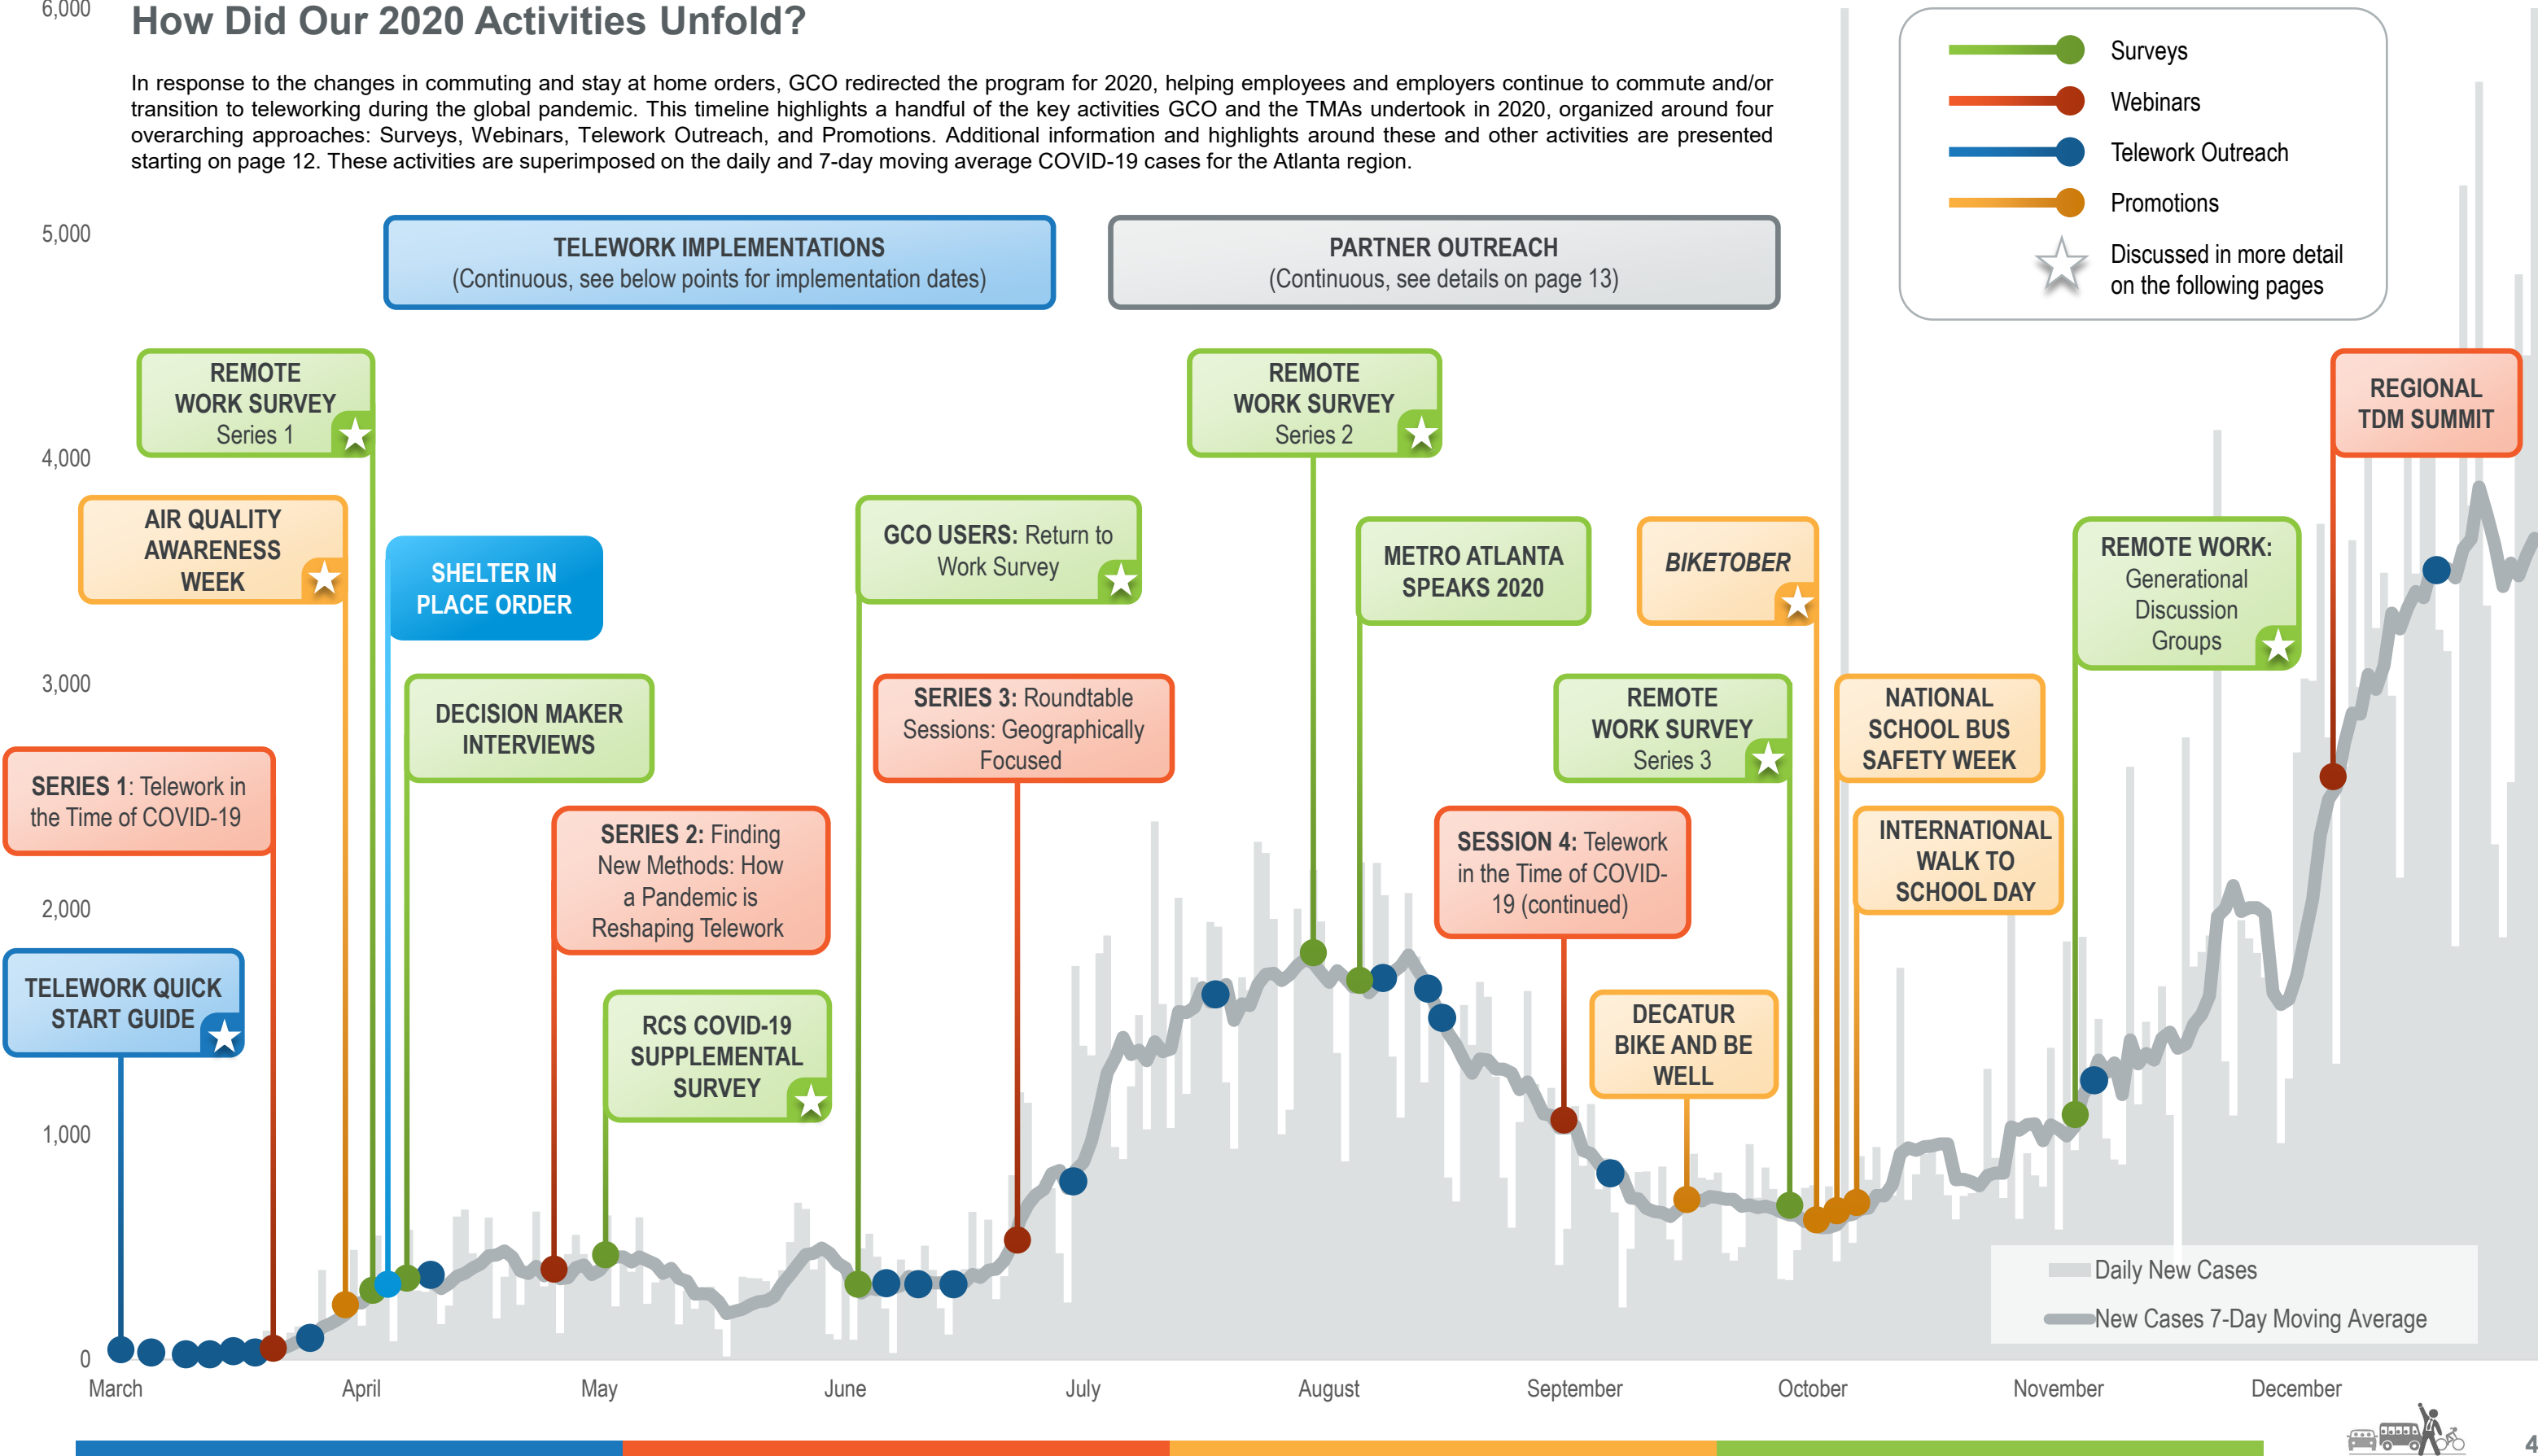 6,000
How Did Our 2020 Activities Unfold?
In response to the changes in commuting and stay at home orders, GCO redirected the program for 2020, helping employees and employers continue to commute and/or
transition to teleworking during the global pandemic. This timeline highlights a handful of the key activities GCO and the TMAs undertook in 2020, organized around four
overarching approaches: Surveys, Webinars, Telework Outreach, and Promotions. Additional information and highlights around these and other activities are presented
starting on page 12. These activities are superimposed on the daily and 7-day moving average COVID-19 cases for the Atlanta region.
Surveys
Webinars
Telework Outreach
Promotions
Discussed in more detail
on the following pages
5,000
TELEWORK IMPLEMENTATIONS
(Continuous, see below points for implementation dates)
PARTNER OUTREACH
(Continuous, see details on page 13)
REMOTE
WORK SURVEY
Series 1
REMOTE
WORK SURVEY
Series 2
REGIONAL
TDM SUMMIT
4,000
AIR QUALITY
AWARENESS
WEEK
SHELTER IN
PLACE ORDER
GCO USERS: Return to
Work Survey
METRO ATLANTA
SPEAKS 2020
BIKETOBER
REMOTE WORK:
Generational
Discussion
Groups
3,000
DECISION MAKER
INTERVIEWS
SERIES 3: Roundtable
Sessions: Geographically
Focused
REMOTE
WORK SURVEY
Series 3
NATIONAL
SCHOOL BUS
SAFETY WEEK
SERIES 1: Telework in
the Time of COVID-19
SERIES 2: Finding
New Methods: How
a Pandemic is
Reshaping Telework
SESSION 4: Telework
in the Time of COVID-
19 (continued)
INTERNATIONAL
WALK TO
SCHOOL DAY
2,000
TELEWORK QUICK
START GUIDE
RCS COVID-19
SUPPLEMENTAL
SURVEY
DECATUR
BIKE AND BE
WELL
1,000
Daily New Cases
New Cases 7-Day Moving Average
0
March April May June July August September October November December
4